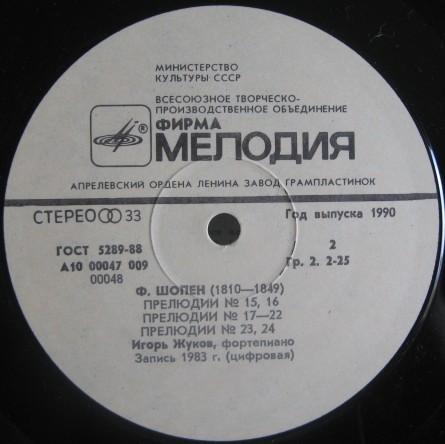 МИНИСТЕРСТВО
КУЛЬТУРЫ СССР
ВСЕСОЮЗНОЕ ТВОРЧЕСКО-
ПРОИЗВОДСТВЕННОЕ ОБЪЕДИНЕНИЕ
® ФИРМА
МЕЛОДИЯ
АПРЕЛЕВСКИЙ ОРДЕНА ЛЕНИНА ЗАВОД ГРАМПЛАСТИНОК
СТЕРЕО 33
Год выпуска 1990
ГОСТ 5289-88
2
А10 00047 009
Гр. 2. 2-25
00048
Ф. ШОПЕН (1810—1849)
ПРЕЛЮДИИ № 15, 16
ПРЕЛЮДИИ № 17—22
ПРЕЛЮДИИ № 23, 24
Игорь Жуков, фортепиано
Запись 1983 г. (цифровая)